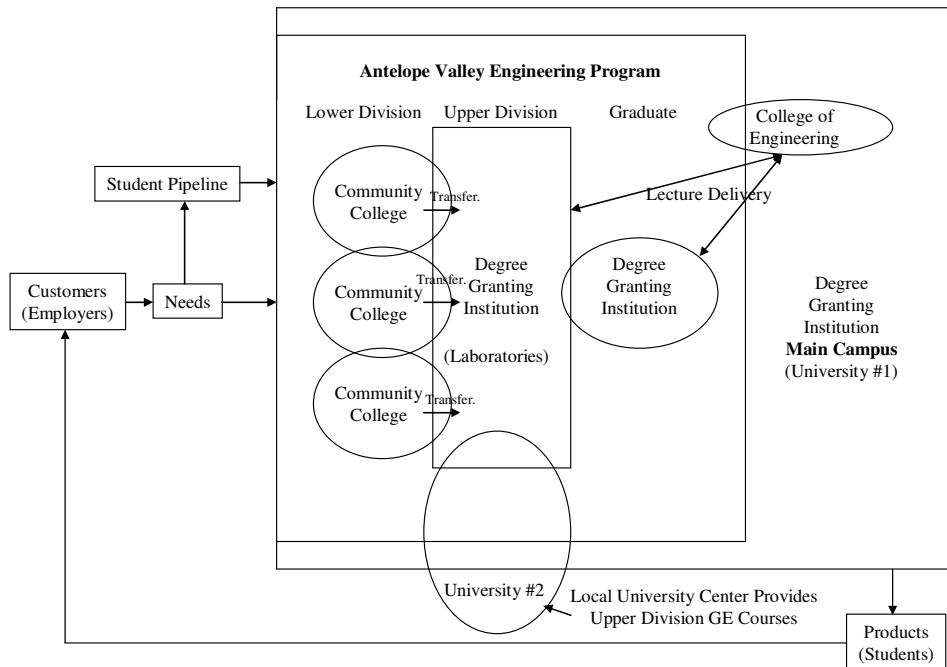 Antelope Valley Engineering Program
Lower Division
Upper Division
Graduate
College of
Engineering
Student Pipeline
Community
College
Transfer.
Lecture Delivery
Customers
(Employers)
Needs
Community
College
Transfer.
Degree
Granting
Institution
(Laboratories)
Degree
Granting
Institution
Degree
Granting
Institution
Main Campus
(University #1)
Community
College
Transfer.
University #2
Local University Center Provides
Upper Division GE Courses
Products
(Students)